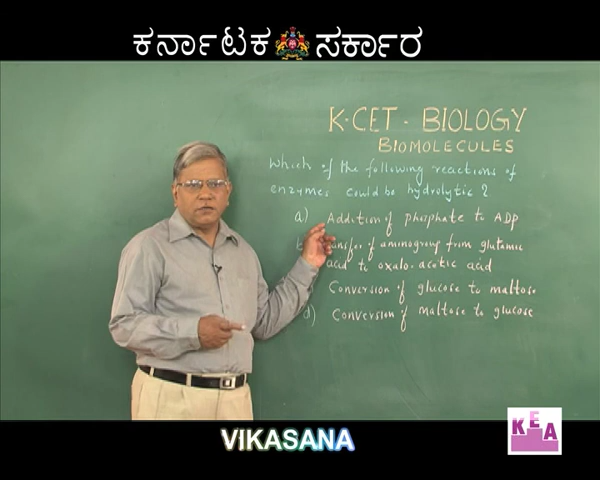 ಕರ್ನಾಟಕ ಸರ್ಕಾರ
K-CET - BIOLOGY
BIOMOLECULES
Which of the following reactions of
enzymes could be hydrolytic ?
a) Addition of phosphate to ADP
of aminogroup from glutamic
acid to oxalo-acetic acid
Conversion of glucose to maltose
d) Conversion of maltose to glucose
KEA
VIKASANA